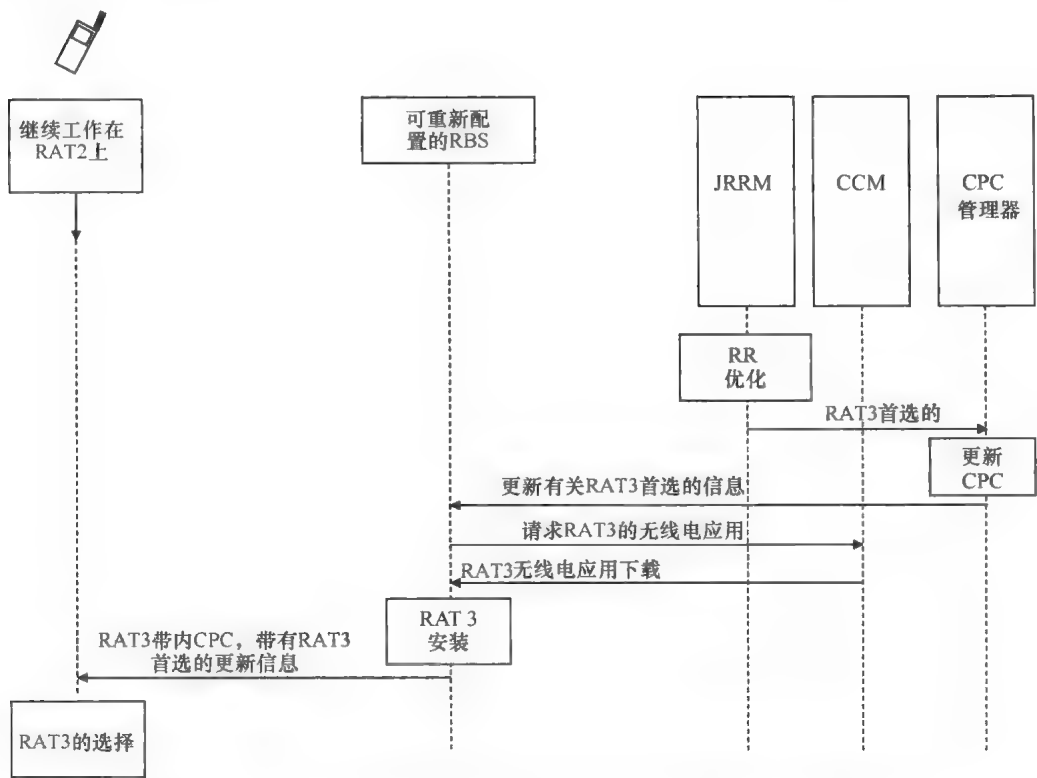 继续工作在
RAT2上
可重新配
置的RBS
JRRM
CCM
CPC
管理器
RR
优化
RAT3首选的
更新
CPC
更新有关RAT3首选的信息
请求RAT3的无线电应用
RAT3无线电应用下载
RAT 3
安装
RAT3带内CPC，带有RAT3
首选的更新信息
RAT3的选择